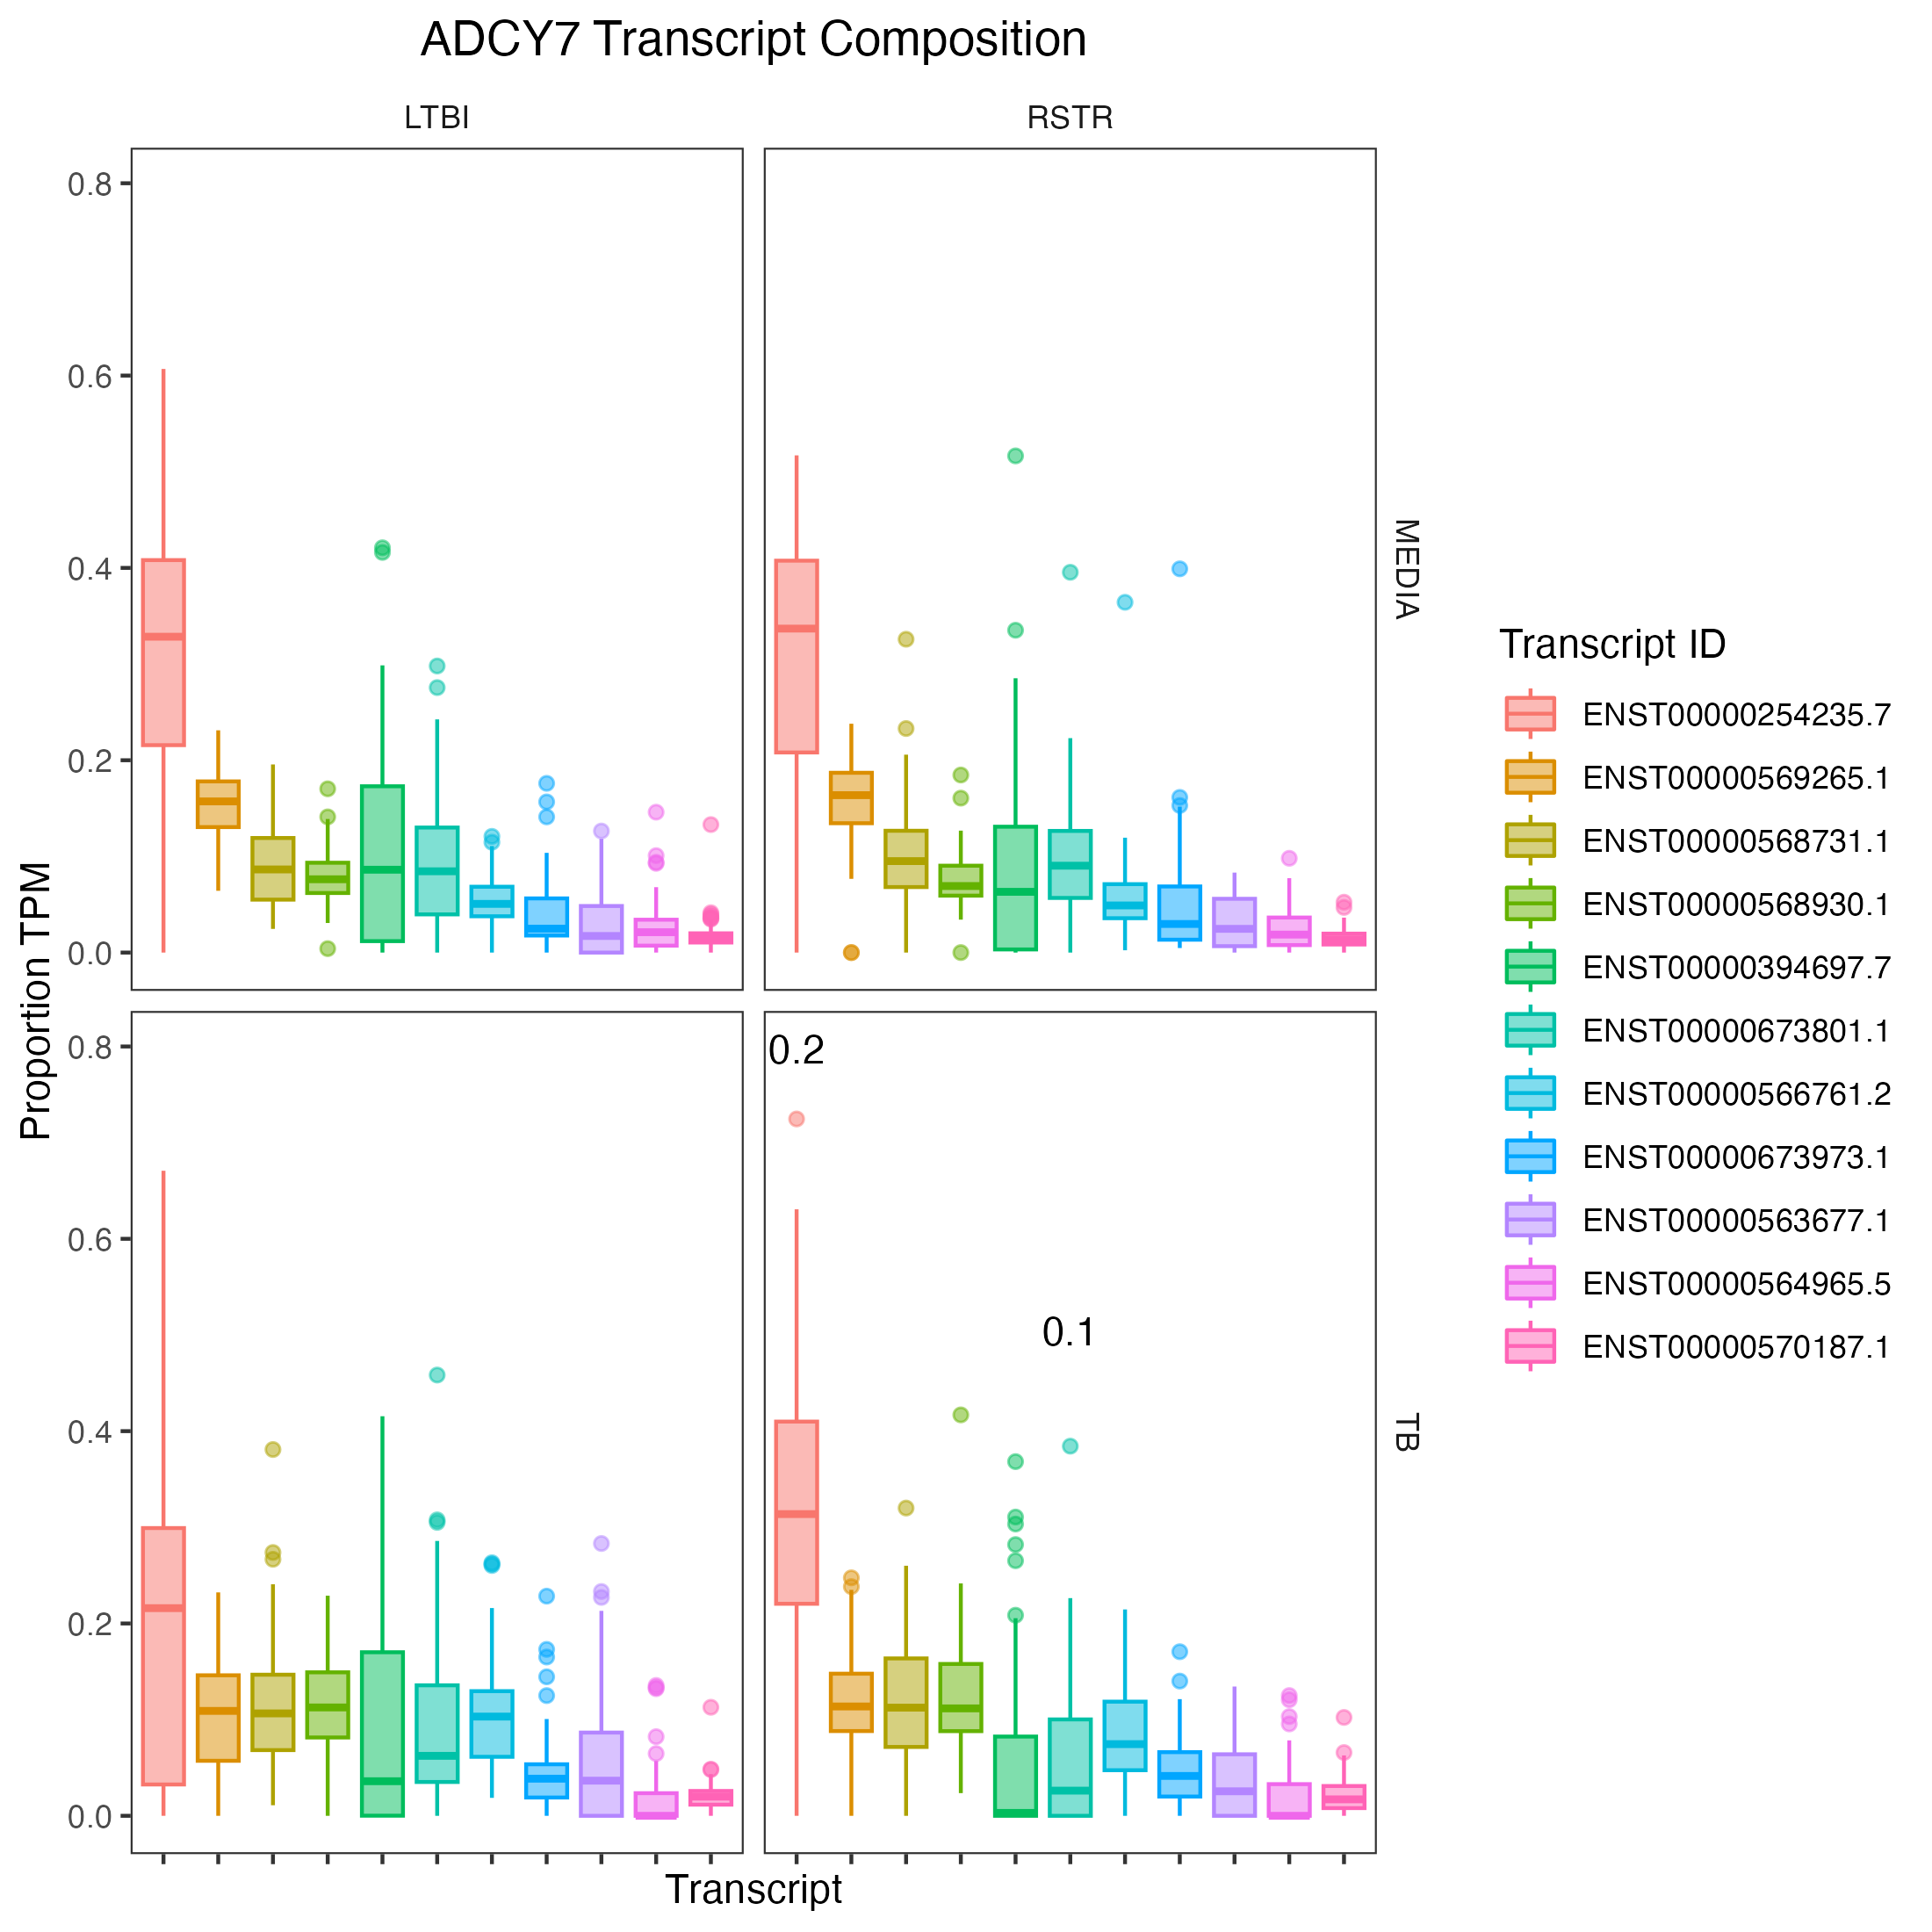 ADCY7 Transcript Composition
LTBI
RSTR
0.8
0.6
0.4
0.2
0.0
MEDIA
0.8
0.6
0.4
0.2
0.0
0.2
0.1
TB
Proportion TPM
Transcript
Transcript ID
ENST00000254235.7
ENST00000569265.1
ENST00000568731.1
ENST00000568930.1
ENST00000394697.7
ENST00000673801.1
ENST00000566761.2
ENST00000673973.1
ENST00000563677.1
ENST00000564965.5
ENST00000570187.1